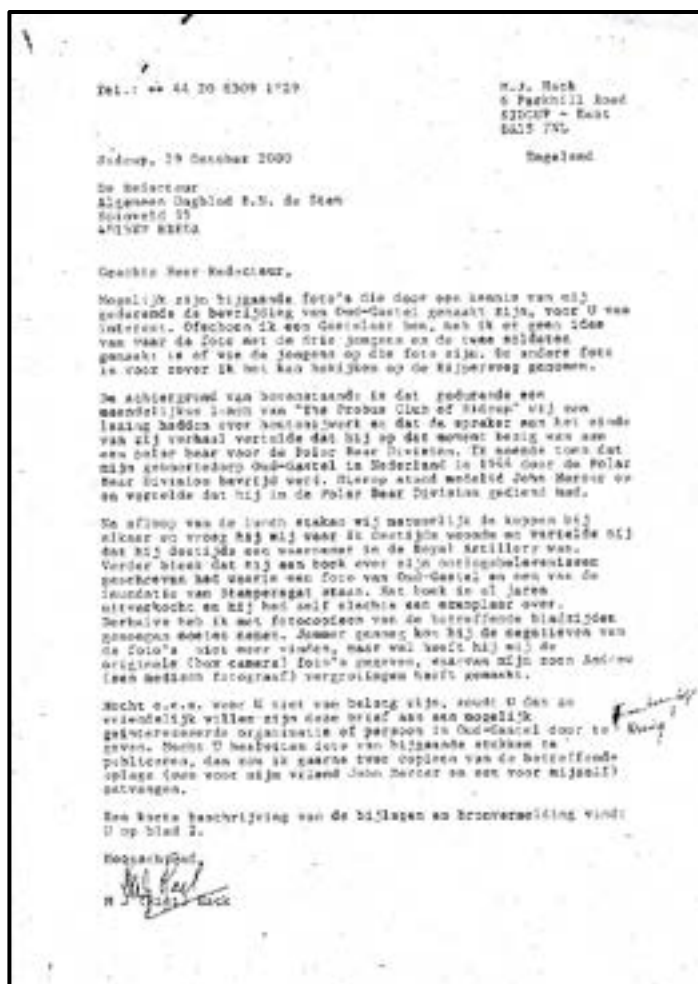 Tel.: ++ 44 20 8309
M.J.
6 Parkhill Road
SIDCUP - Kent
DA15 7NL
Engeland
Sidcup, 29 October 2000
De Redacteur
Algemeen Dagblad B.N. de Stem
BREDA
Geachte Heer Redacteur,
Mogelijk zijn bijgaande foto's die door een kennis van mij
gedurende de bevrijding van Oud-Gastel gemaakt zijn, voor U van
interest. Ofschoon ik een Gastelaar ben, heb ik er geen idee
van waar de foto met de drie jongens en de twee soldaten
gemaakt is of wie de jongens op die foto zijn. De andere foto
is voor zover ik het kan bekijken op de Rijpersweg genomen.
De achtergrond van bovenstaande is dat gedurende een
maandelijkse lunch van "The Probus Club of Sidcup" wij een
lezing hadden over houtsnijwerk en dat de spreker aan het einde
van zij verhaal vertelde dat hij op dat moment bezig was aan
een polar bear voor de Polar Bear Division. Ik meende toen dat
mijn geboortedorp Oud-Gastel in Nederland in 1944 door de Polar
Bear Division bevrijd werd. Hierop stond medelid John Mercer op
en vertelde dat hij in de Polar Bear Division gediend had.
Na afloop van de lunch staken wij natuurlijk de koppen bij
elkaar en vroeg hij mij waar ik destijds woonde en vertelde mij
dat hij destijds een waarnemer in de Royal Artillery was.
Verder bleek dat hij een boek over zijn oorlogsbelevenissen
geschreven had waarin een foto van Oud-Gastel en een van de
inundatie van Stampersgat staan. Het boek is al jaren
uitverkocht en hij had zelf slechts een exemplaar over.
Derhalve heb ik met fotocopieen van de betreffende bladzijden
genoegen moeten nemen. Jammer genoeg kon hij de negatieven van
de foto's niet meer vinden, maar wel heeft hij mij de
originele (box camera) foto's gegeven, waarvan mijn zoon Andrew
(een medisch fotograaf) vergrotingen heeft gemaakt.
Mocht e.e.a. voor U niet van belang zijn, zoudt U dan zo
vriendelijk willen zijn deze brief aan een mogelijk
geinteresseerde organisatie of persoon in Oud-Gastel door te
geven. Mocht U besluiten iets van bijgaande stukken te
publiceren, dan zou ik gaarne twee copieen van de betreffende
oplage (een voor mijn vriend John Mercer en een voor mijzelf)
ontvangen.
Een korte beschrijving van de bijlagen en bronvermelding vindt
U op blad 2.
Hoogachtend,
M J